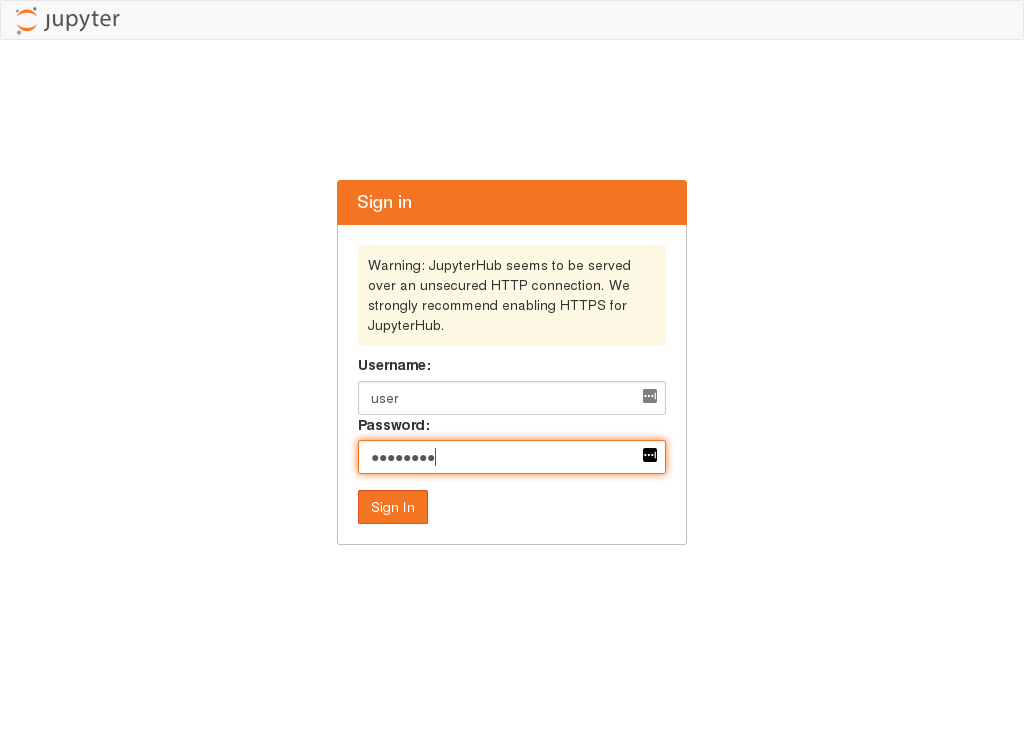 jupyter
Sign in
Warning: JupyterHub seems to be served
over an unsecured HTTP connection. We
strongly recommend enabling HTTPS for
JupyterHub.
Username:
user
Password:
●●●●●●●●
Sign In